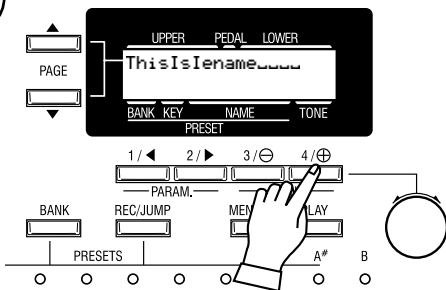 UPPER PEDAL LOWER
PAGE
ThisIsIename␣␣␣␣
BANK KEY NAME TONE
PRESET
1/◀ 2/▶ 3/⊖ 4/⊕
PARAM.
BANK REC/JUMP
PRESETS A# B